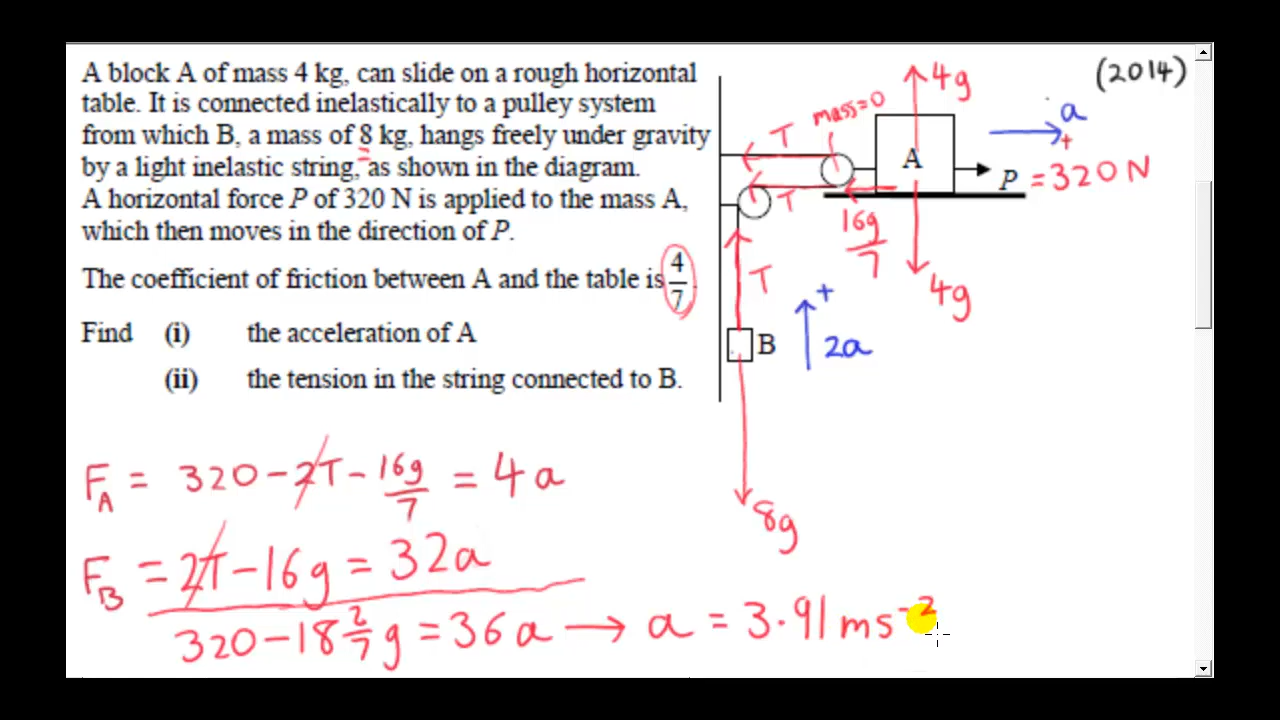 A block A of mass 4 kg, can slide on a rough horizontal
table. It is connected inelastically to a pulley system
from which B, a mass of 8 kg, hangs freely under gravity
by a light inelastic string, as shown in the diagram.
A horizontal force P of 320 N is applied to the mass A,
which then moves in the direction of P.
The coefficient of friction between A and the table is 4/7.
Find (i) the acceleration of A
(ii) the tension in the string connected to B.
(2014)
4g
a
+
mass=0
T
A
P = 320 N
T
16g/7
4g
T
+
2a
B
8g
F_A = 320 - 2T - 16g/7 = 4a
F_B = 2T - 16g = 32a
320 - 18 2/7 g = 36a → a = 3.91 ms⁻²